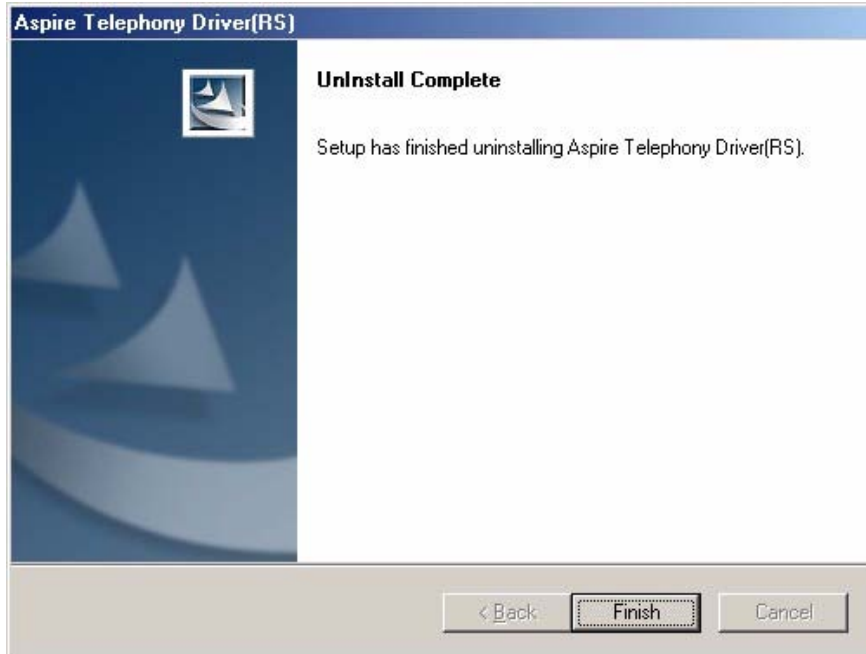 Aspire Telephony Driver(RS)
UnInstall Complete
Setup has finished uninstalling Aspire Telephony Driver(RS).
< Back
Finish
Cancel